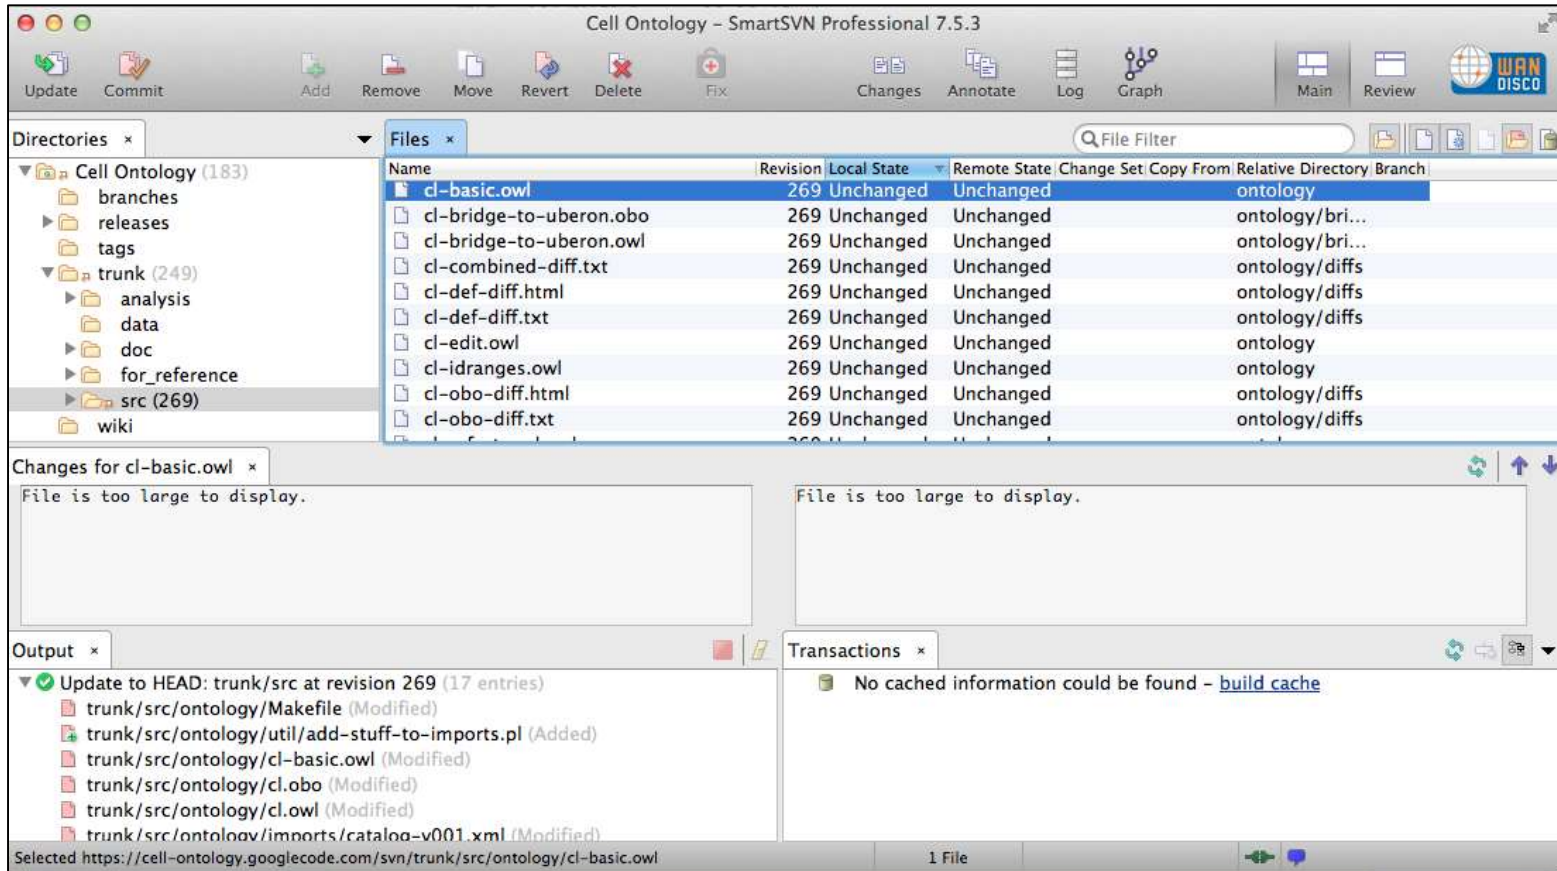 Cell Ontology – SmartSVN Professional 7.5.3
Update Commit Add Remove Move Revert Delete Fix Changes Annotate Log Graph Main Review
WAN
DISCO
Directories × Files × File Filter
Name Revision Local State Remote State Change Set Copy From Relative Directory Branch
Cell Ontology (183)
branches
releases
tags
trunk (249)
analysis
data
doc
for_reference
src (269)
wiki
cl-basic.owl 269 Unchanged Unchanged ontology
cl-bridge-to-uberon.obo 269 Unchanged Unchanged ontology/bri...
cl-bridge-to-uberon.owl 269 Unchanged Unchanged ontology/bri...
cl-combined-diff.txt 269 Unchanged Unchanged ontology/diffs
cl-def-diff.html 269 Unchanged Unchanged ontology/diffs
cl-def-diff.txt 269 Unchanged Unchanged ontology/diffs
cl-edit.owl 269 Unchanged Unchanged ontology
cl-idranges.owl 269 Unchanged Unchanged ontology
cl-obo-diff.html 269 Unchanged Unchanged ontology/diffs
cl-obo-diff.txt 269 Unchanged Unchanged ontology/diffs
Changes for cl-basic.owl ×
File is too large to display.
File is too large to display.
Output ×
Update to HEAD: trunk/src at revision 269 (17 entries)
trunk/src/ontology/Makefile (Modified)
trunk/src/ontology/util/add-stuff-to-imports.pl (Added)
trunk/src/ontology/cl-basic.owl (Modified)
trunk/src/ontology/cl.obo (Modified)
trunk/src/ontology/cl.owl (Modified)
trunk/src/ontology/imports/catalog-v001.xml (Modified)
Transactions ×
No cached information could be found – build cache
Selected https://cell-ontology.googlecode.com/svn/trunk/src/ontology/cl-basic.owl 1 File